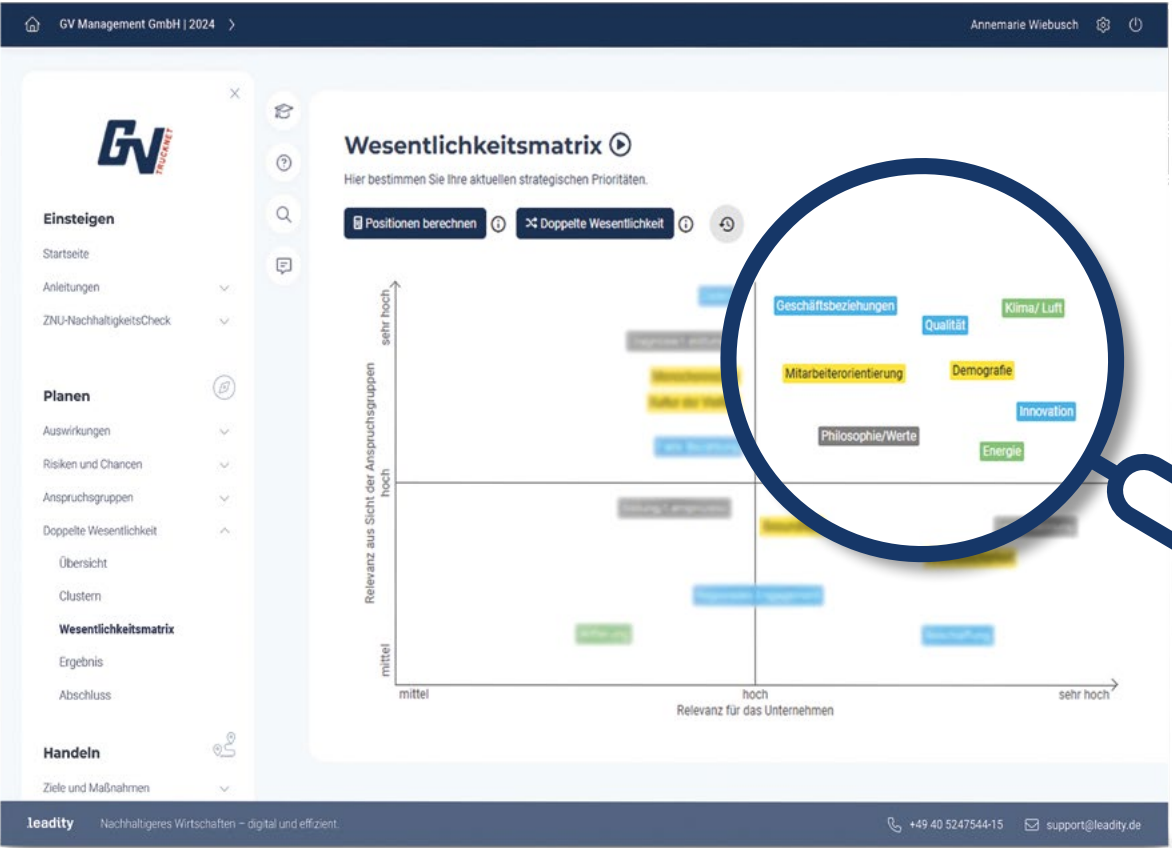 GV Management GmbH | 2024
Annemarie Wiebusch
GV
TRUCKNET
Einsteigen
Startseite
Anleitungen
ZNU-NachhaltigkeitsCheck
Planen
Auswirkungen
Risiken und Chancen
Anspruchsgruppen
Doppelte Wesentlichkeit
Übersicht
Clustern
Wesentlichkeitsmatrix
Ergebnis
Abschluss
Handeln
Ziele und Maßnahmen
Wesentlichkeitsmatrix
Hier bestimmen Sie Ihre aktuellen strategischen Prioritäten.
Positionen berechnen
Doppelte Wesentlichkeit
Relevanz aus Sicht der Anspruchsgruppen
sehr hoch
hoch
mittel
Geschäftsbeziehungen
Klima/ Luft
Qualität
Mitarbeiterorientierung
Demografie
Innovation
Philosophie/Werte
Energie
mittel
hoch
sehr hoch
Relevanz für das Unternehmen
.leadity
Nachhaltigeres Wirtschaften – digital und effizient.
+49 40 5247544-15
support@leadity.de